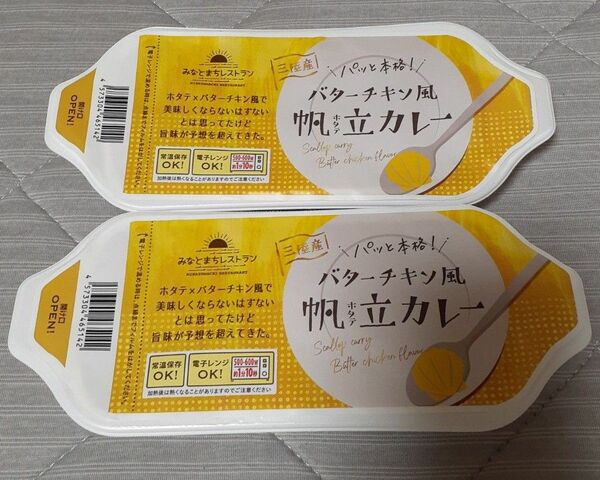 開け口
OPEN!
4573304465142
みなとまちレストラン
MINATOMACHI RESTAURANT
ホタテ×バターチキン風で
美味しくならないはずない
とは思ってたけど
旨味が予想を超えてきた。
常温保存
OK!
電子レンジ
OK!
500-600W
約1分10秒
加熱後は熱くなることがありますのでご注意ください
三陸産
パッと本格!
バターチキン風
帆立カレー
ホタテ
Scallop curry
Butter chicken flavor
開け口
OPEN!
4573304465142
みなとまちレストラン
MINATOMACHI RESTAURANT
ホタテ×バターチキン風で
美味しくならないはずない
とは思ってたけど
旨味が予想を超えてきた。
常温保存
OK!
電子レンジ
OK!
500-600W
約1分10秒
加熱後は熱くなることがありますのでご注意ください
三陸産
パッと本格!
バターチキン風
帆立カレー
ホタテ
Scallop curry
Butter chicken flavor